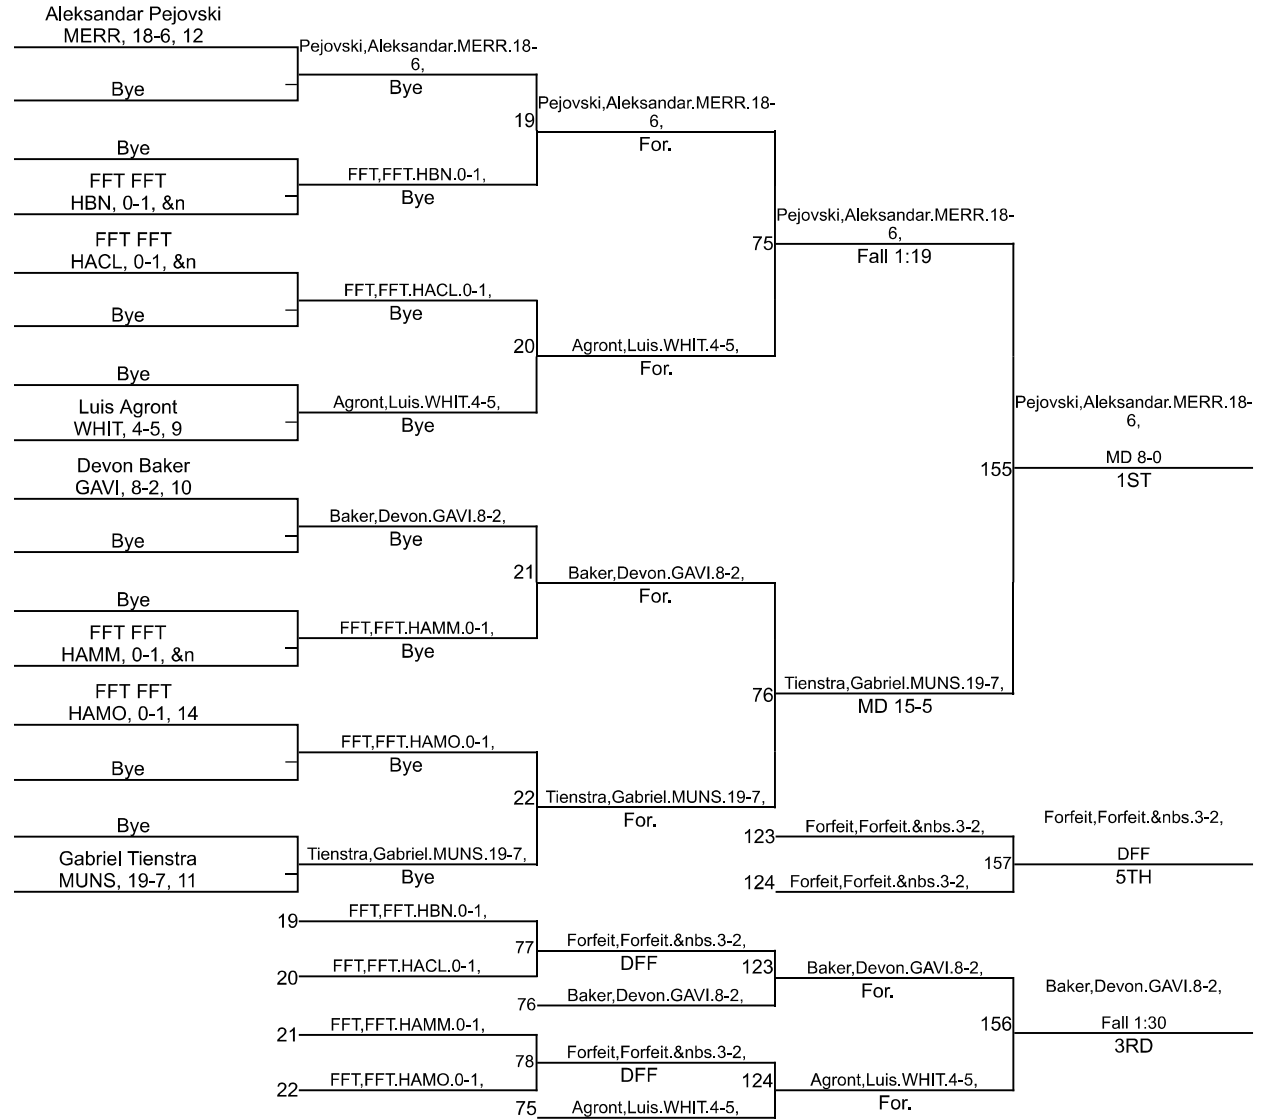 Aleksandar Pejovski
MERR, 18-6, 12
Bye
Bye
FFT FFT
HBN, 0-1, &n
FFT FFT
HACL, 0-1, &n
Bye
Bye
Luis Agront
WHIT, 4-5, 9
Devon Baker
GAVI, 8-2, 10
Bye
Bye
FFT FFT
HAMM, 0-1, &n
FFT FFT
HAMO, 0-1, 14
Bye
Bye
Gabriel Tienstra
MUNS, 19-7, 11
Pejovski,Aleksandar.MERR.18-
6,
Bye
FFT,FFT.HBN.0-1,
Bye
FFT,FFT.HACL.0-1,
Bye
Agront,Luis.WHIT.4-5,
Bye
Baker,Devon.GAVI.8-2,
Bye
FFT,FFT.HAMM.0-1,
Bye
FFT,FFT.HAMO.0-1,
Bye
Tienstra,Gabriel.MUNS.19-7,
Bye
19
Pejovski,Aleksandar.MERR.18-
6,
For.
20
Agront,Luis.WHIT.4-5,
For.
21
Baker,Devon.GAVI.8-2,
For.
22
Tienstra,Gabriel.MUNS.19-7,
For.
75
Pejovski,Aleksandar.MERR.18-
6,
Fall 1:19
76
Tienstra,Gabriel.MUNS.19-7,
MD 15-5
155
Pejovski,Aleksandar.MERR.18-
6,
MD 8-0
1ST
123
Forfeit,Forfeit.&nbs.3-2,
124
Forfeit,Forfeit.&nbs.3-2,
157
Forfeit,Forfeit.&nbs.3-2,
DFF
5TH
19
FFT,FFT.HBN.0-1,
20
FFT,FFT.HACL.0-1,
77
Forfeit,Forfeit.&nbs.3-2,
DFF
76
Baker,Devon.GAVI.8-2,
123
Baker,Devon.GAVI.8-2,
For.
21
FFT,FFT.HAMM.0-1,
22
FFT,FFT.HAMO.0-1,
78
Forfeit,Forfeit.&nbs.3-2,
DFF
75
Agront,Luis.WHIT.4-5,
124
Agront,Luis.WHIT.4-5,
For.
156
Baker,Devon.GAVI.8-2,
Fall 1:30
3RD